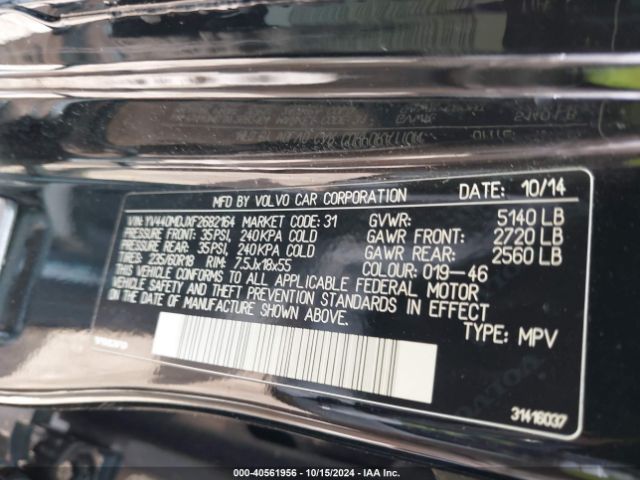 MFD BY VOLVO CAR CORPORATION DATE: 10/14
VIN: YV440MDJXF2682164 MARKET CODE: 31 GVWR: 5140 LB
PRESSURE FRONT: 35PSI, 240KPA COLD GAWR FRONT: 2720 LB
PRESSURE REAR: 35PSI, 240KPA COLD GAWR REAR: 2560 LB
TIRES: 235/60R18 RIM: 7.5Jx18x55 COLOUR: 019-46
THIS VEHICLE CONFORMS TO ALL APPLICABLE FEDERAL MOTOR
VEHICLE SAFETY AND THEFT PREVENTION STANDARDS IN EFFECT
ON THE DATE OF MANUFACTURE SHOWN ABOVE.
TYPE: MPV
VOLVO
31416037
000-40561956 - 10/15/2024 - IAA Inc.